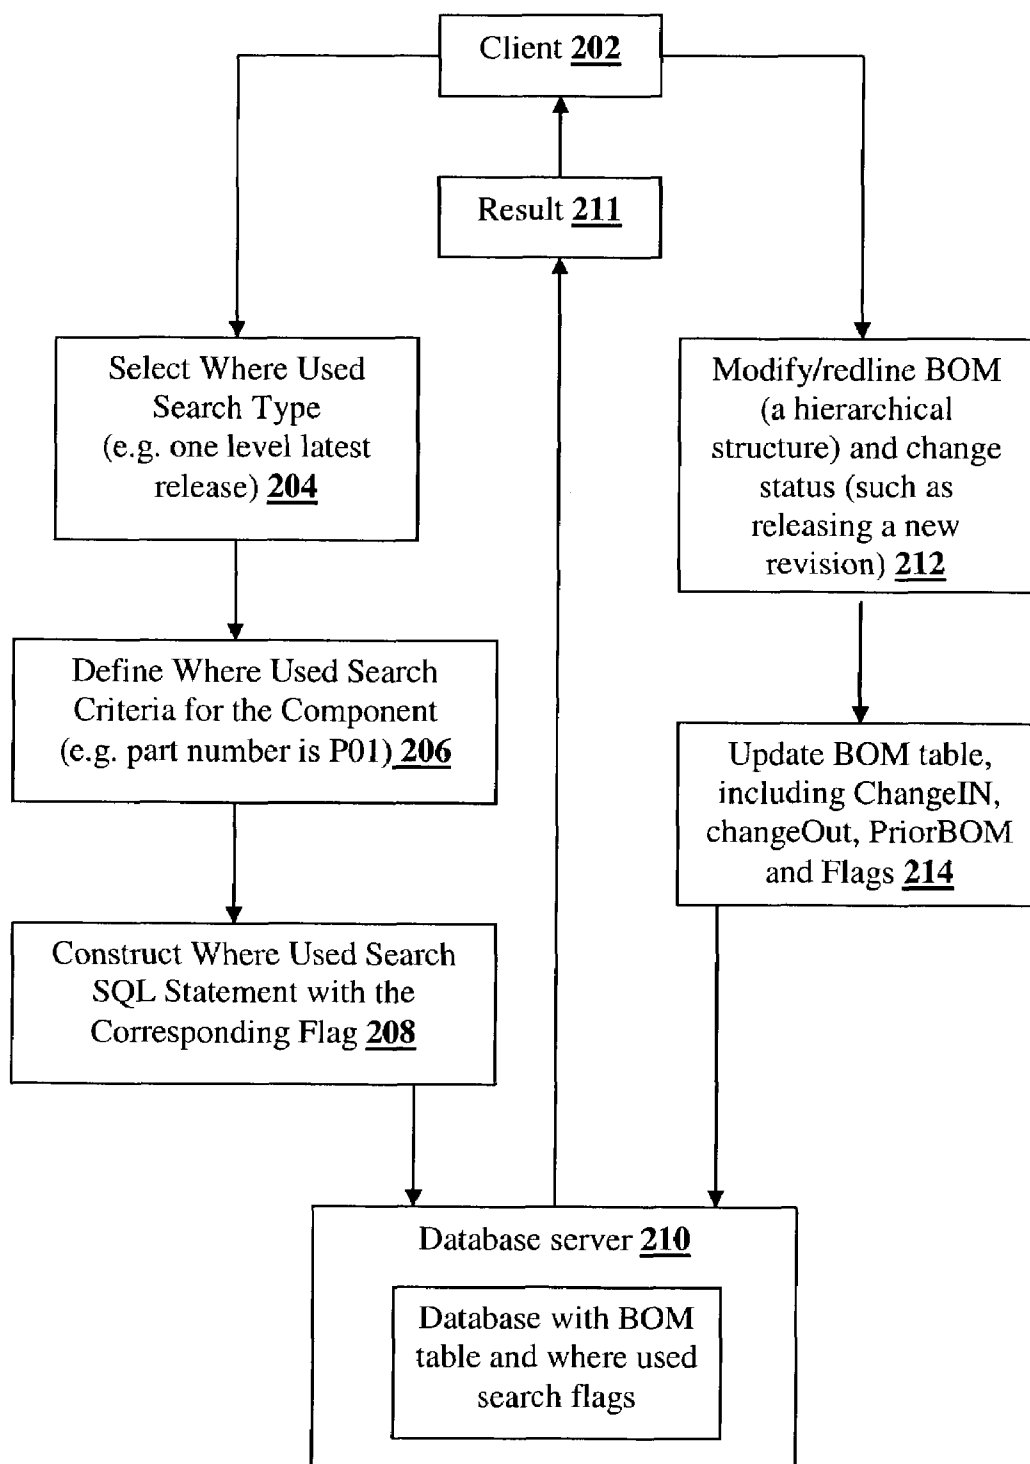 Client 202
Result 211
Select Where Used
Search Type
(e.g. one level latest
release) 204
Modify/redline BOM
(a hierarchical
structure) and change
status (such as
releasing a new
revision) 212
Define Where Used Search
Criteria for the Component
(e.g. part number is P01) 206
Update BOM table,
including ChangeIN,
changeOut, PriorBOM
and Flags 214
Construct Where Used Search
SQL Statement with the
Corresponding Flag 208
Database server 210
Database with BOM
table and where used
search flags